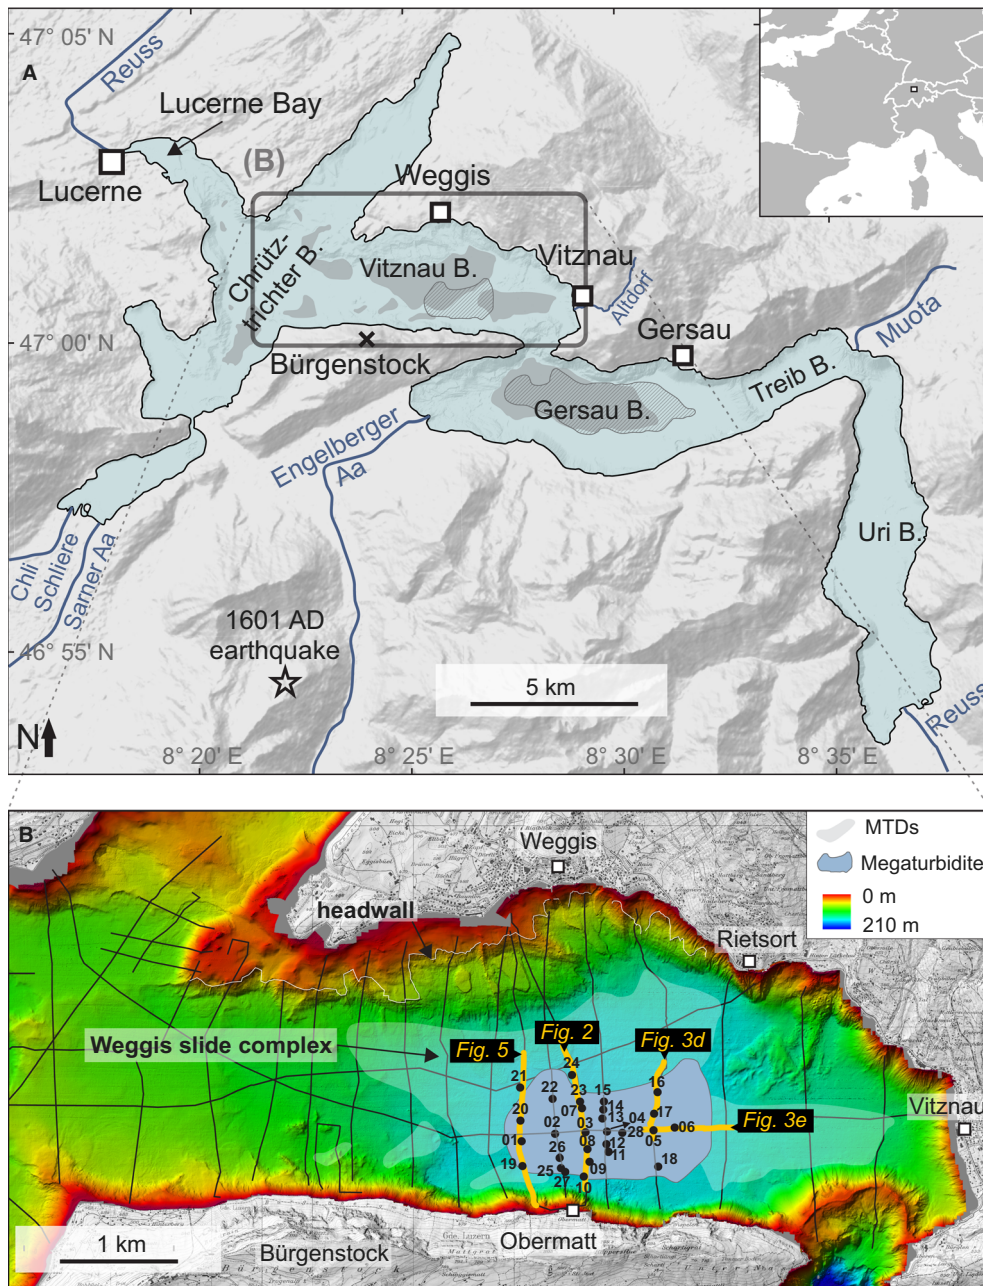 47° 05' N
A
Reuss
Lucerne Bay
(B)
Lucerne
Weggis
Chrütz-
trichter B.
Vitznau B.
Vitznau
Altdorf
47° 00' N
Bürgenstock
Gersau
Muota
Treib B.
Gersau B.
Engelberger
Aa
Uri B.
Chli
Schliere
Sarner Aa
1601 AD
earthquake
46° 55' N
5 km
Reuss
N
8° 20' E
8° 25' E
8° 30' E
8° 35' E
B
MTDs
Megaturbidite
0 m
210 m
Weggis
headwall
Rietsort
Weggis slide complex
Fig. 5
Fig. 2
Fig. 3d
24
21
22
23
15
16
07
14
20
13
04
17
02
03
28
06
Fig. 3e
Vitznau
01
08
12
05
26
11
19
25
09
18
27
10
1 km
Obermatt
Obermatt
Bürgenstock